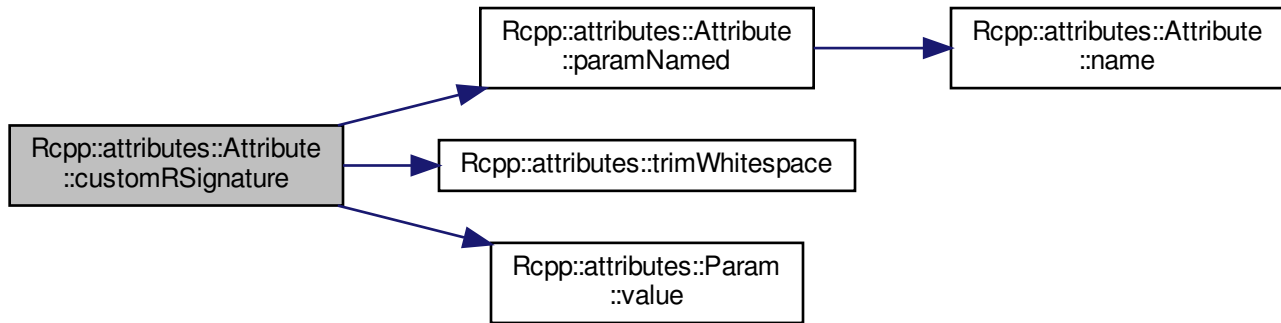 Rcpp::attributes::Attribute
::paramNamed
Rcpp::attributes::Attribute
::name
Rcpp::attributes::Attribute
::customRSignature
Rcpp::attributes::trimWhitespace
Rcpp::attributes::Param
::value